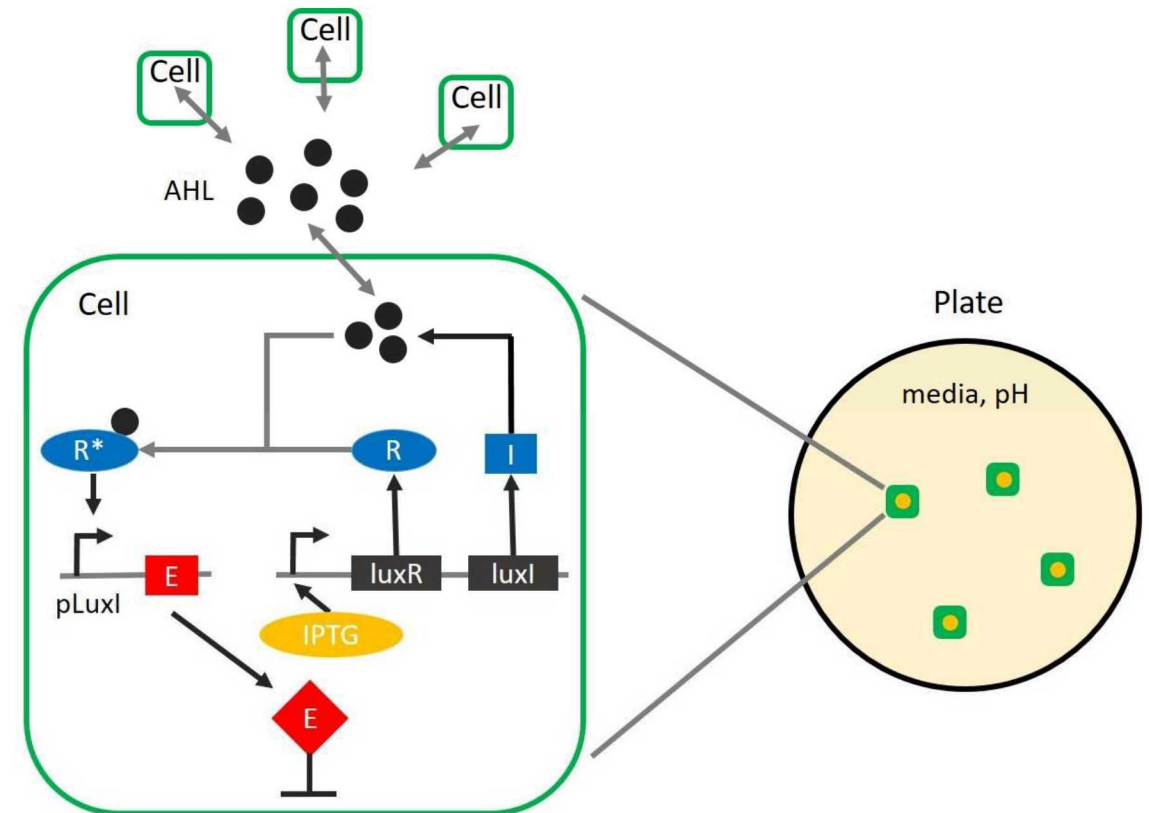 Cell
Cell
Cell
AHL
Cell
R*
R
I
E
luxR
luxI
pLuxI
IPTG
E
Plate
media, pH